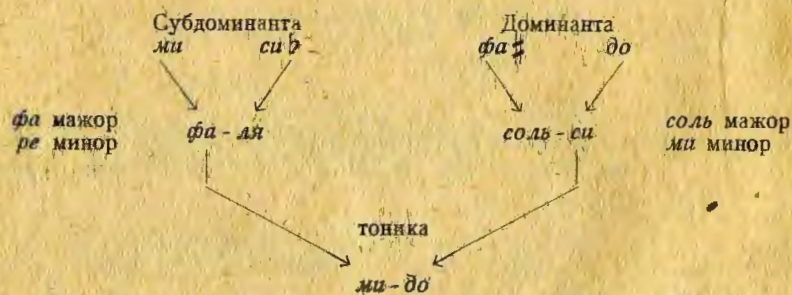 Субдоминанта Доминанта
ми си♭ фа♯ до
фа мажор фа - ля соль - си соль мажор
ре минор ми минор
тоника
ми - до